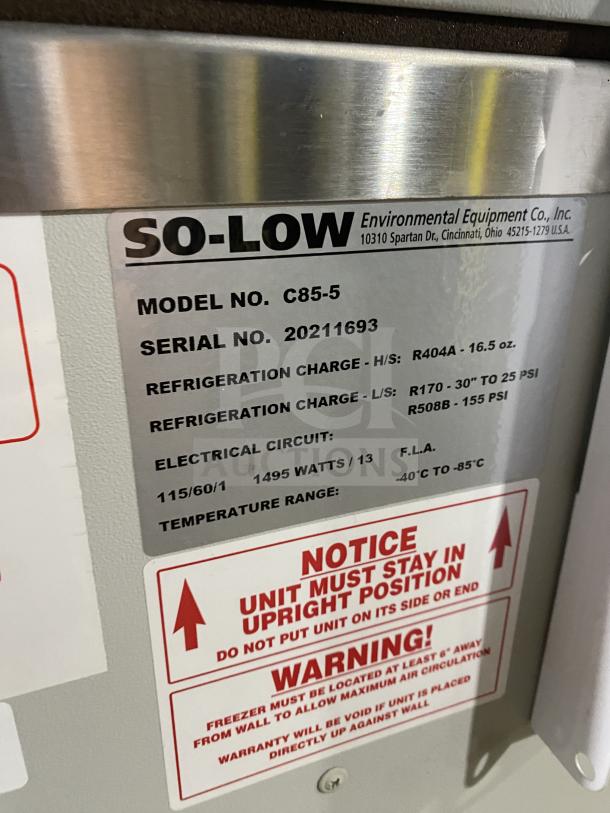 SO-LOW Environmental Equipment Co., Inc.
10310 Spartan Dr., Cincinnati, Ohio 45215-1279 U.S.A.
MODEL NO. C85-5
SERIAL NO. 20211693
REFRIGERATION CHARGE - H/S: R404A - 16.5 oz.
REFRIGERATION CHARGE - L/S: R170 - 30" TO 25 PSI
R508B - 155 PSI
ELECTRICAL CIRCUIT:
115/60/1 1495 WATTS / 13 F.L.A.
TEMPERATURE RANGE: -40°C TO -85°C
PCI
AUCTIONS
NOTICE
UNIT MUST STAY IN
UPRIGHT POSITION
DO NOT PUT UNIT ON ITS SIDE OR END
WARNING!
FREEZER MUST BE LOCATED AT LEAST 6" AWAY
FROM WALL TO ALLOW MAXIMUM AIR CIRCULATION
WARRANTY WILL BE VOID IF UNIT IS PLACED
DIRECTLY UP AGAINST WALL